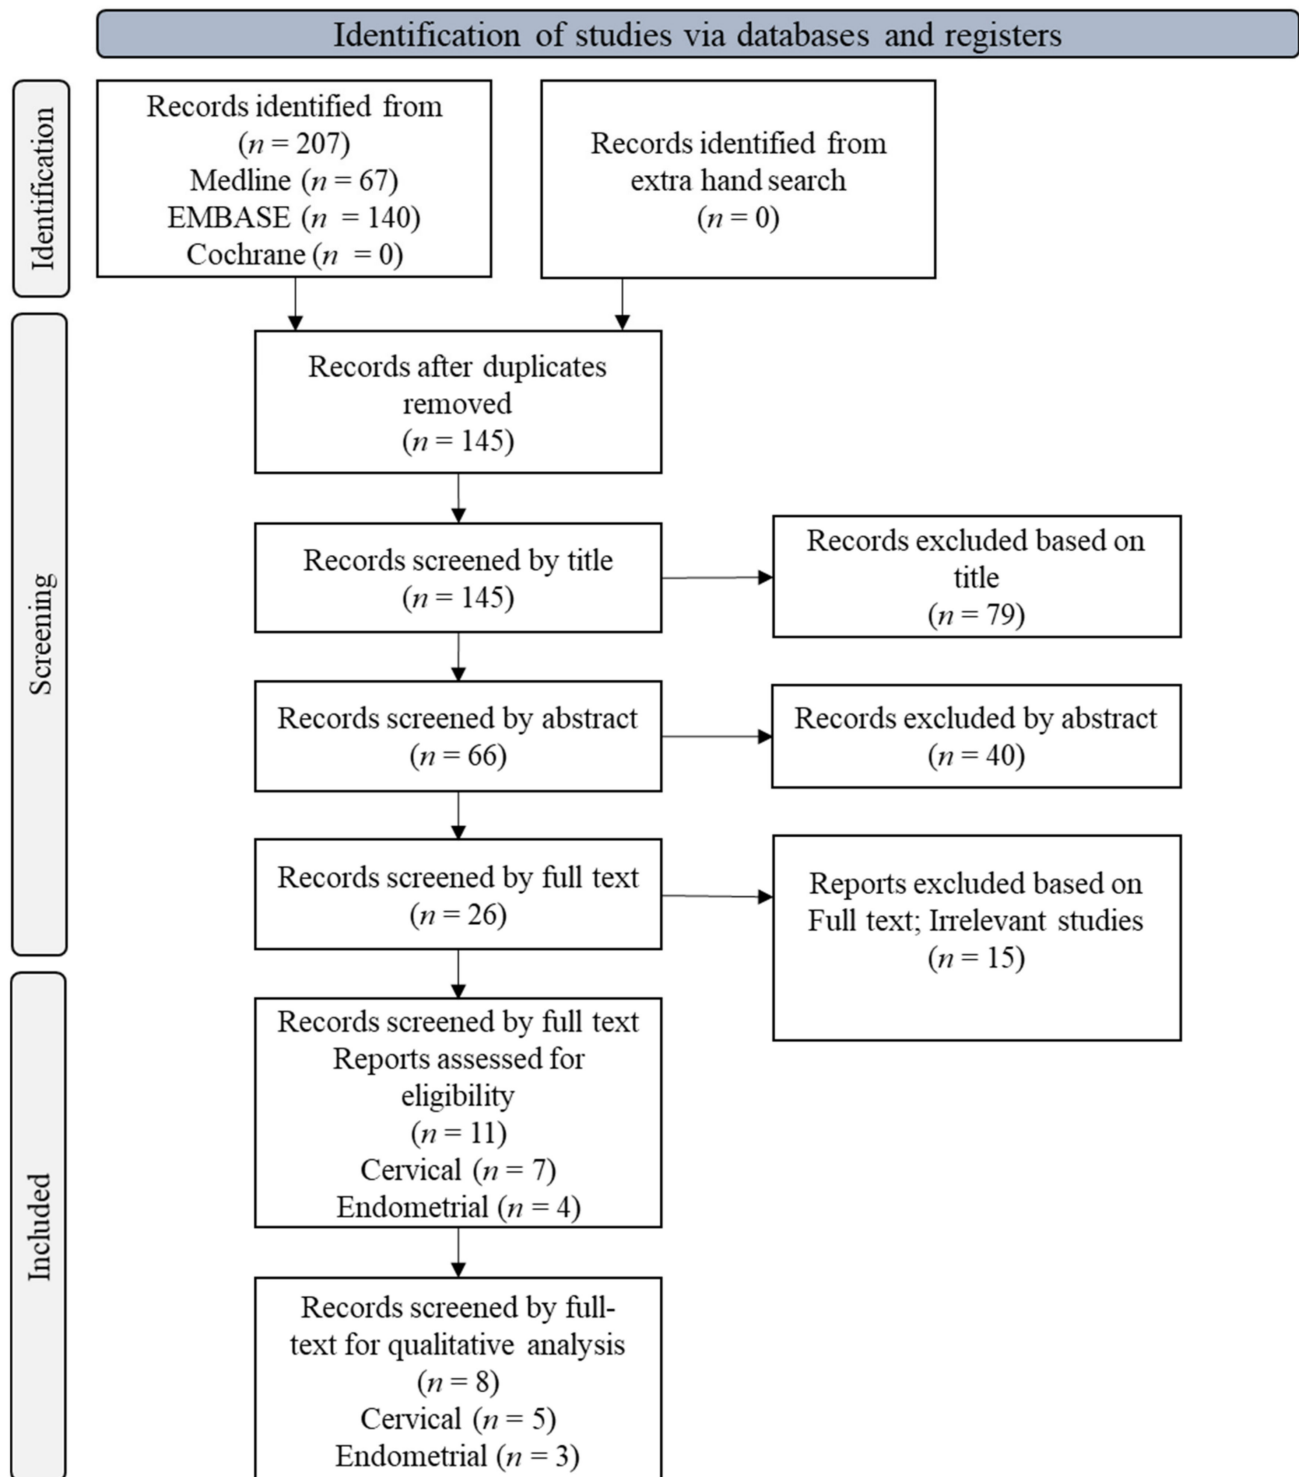 Identification of studies via databases and registers
Identification
Records identified from
(n = 207)
Medline (n = 67)
EMBASE (n = 140)
Cochrane (n = 0)
Records identified from
extra hand search
(n = 0)
Screening
Records after duplicates
removed
(n = 145)
Records screened by title
(n = 145)
Records excluded based on
title
(n = 79)
Records screened by abstract
(n = 66)
Records excluded by abstract
(n = 40)
Records screened by full text
(n = 26)
Reports excluded based on
Full text; Irrelevant studies
(n = 15)
Included
Records screened by full text
Reports assessed for
eligibility
(n = 11)
Cervical (n = 7)
Endometrial (n = 4)
Records screened by full-
text for qualitative analysis
(n = 8)
Cervical (n = 5)
Endometrial (n = 3)